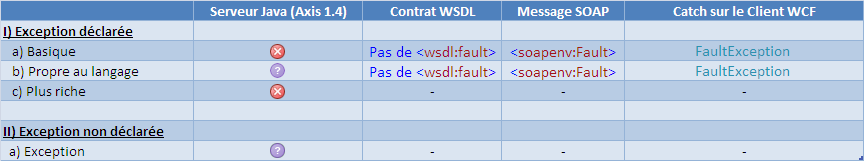 Serveur Java (Axis 1.4) Contrat WSDL Message SOAP Catch sur le Client WCF
I) Exception déclarée
a) Basique Pas de <wsdl:fault> <soapenv:Fault> FaultException
b) Propre au langage ? Pas de <wsdl:fault> <soapenv:Fault> FaultException
c) Plus riche - - -
II) Exception non déclarée
a) Exception ? - - -